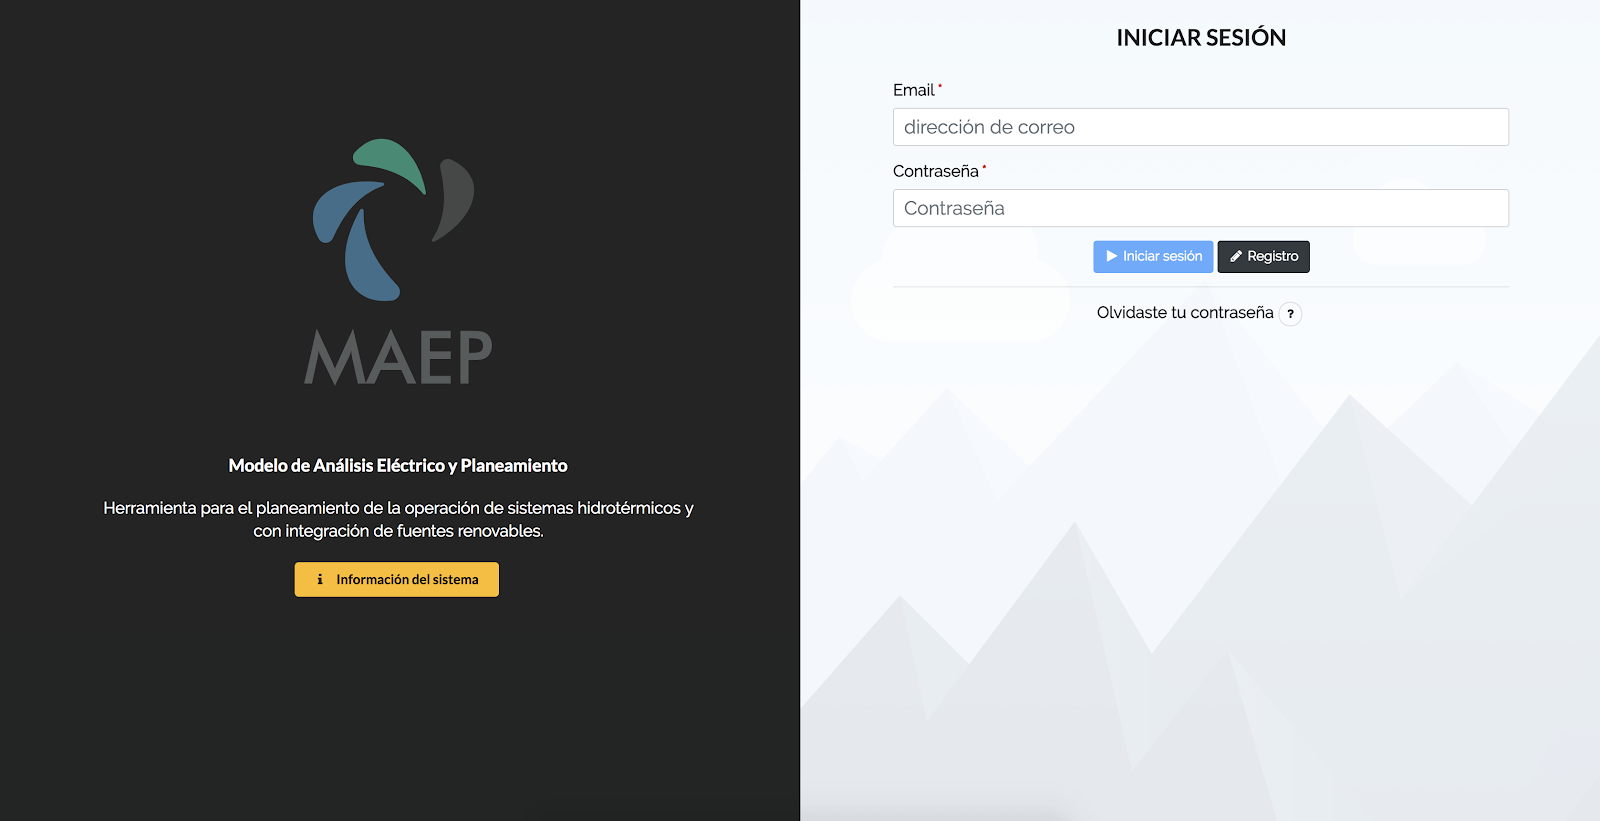 MAEP
Modelo de Análisis Eléctrico y Planeamiento
Herramienta para el planeamiento de la operación de sistemas hidrotérmicos y
con integración de fuentes renovables.
Información del sistema
INICIAR SESIÓN
Email *
dirección de correo
Contraseña *
Contraseña
Iniciar sesión Registro
Olvidaste tu contraseña ?